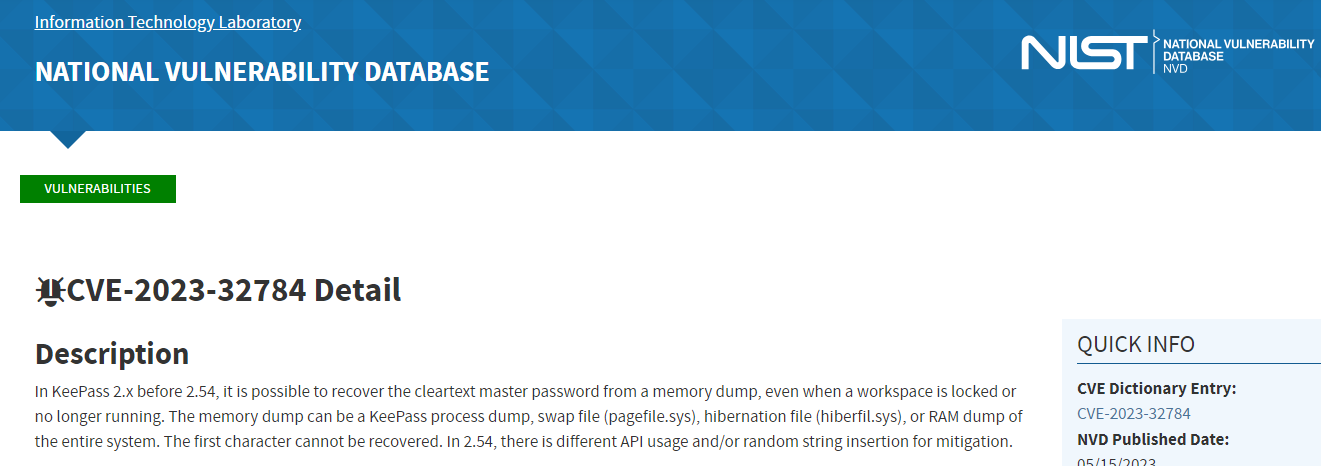 Information Technology Laboratory
NATIONAL VULNERABILITY DATABASE
NIST
NATIONAL VULNERABILITY
DATABASE
NVD
VULNERABILITIES
CVE-2023-32784 Detail
Description
In KeePass 2.x before 2.54, it is possible to recover the cleartext master password from a memory dump, even when a workspace is locked or
no longer running. The memory dump can be a KeePass process dump, swap file (pagefile.sys), hibernation file (hiberfil.sys), or RAM dump of
the entire system. The first character cannot be recovered. In 2.54, there is different API usage and/or random string insertion for mitigation.
QUICK INFO
CVE Dictionary Entry:
CVE-2023-32784
NVD Published Date:
05/15/2023